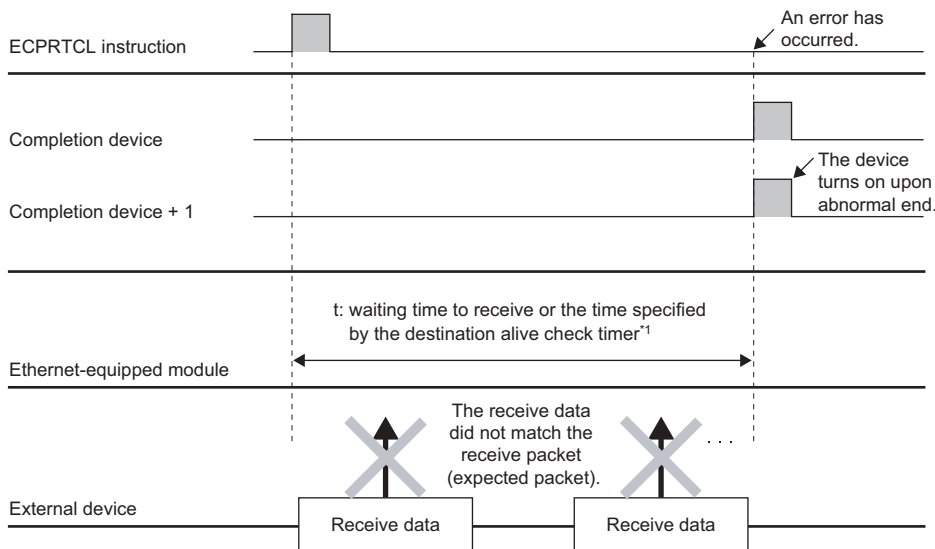 ECPRTCL instruction
An error has
occurred.
Completion device
The device
turns on upon
abnormal end.
Completion device + 1
t: waiting time to receive or the time specified
by the destination alive check timer*1
Ethernet-equipped module
The receive data
did not match the
receive packet
(expected packet).
. . .
External device
Receive data
Receive data